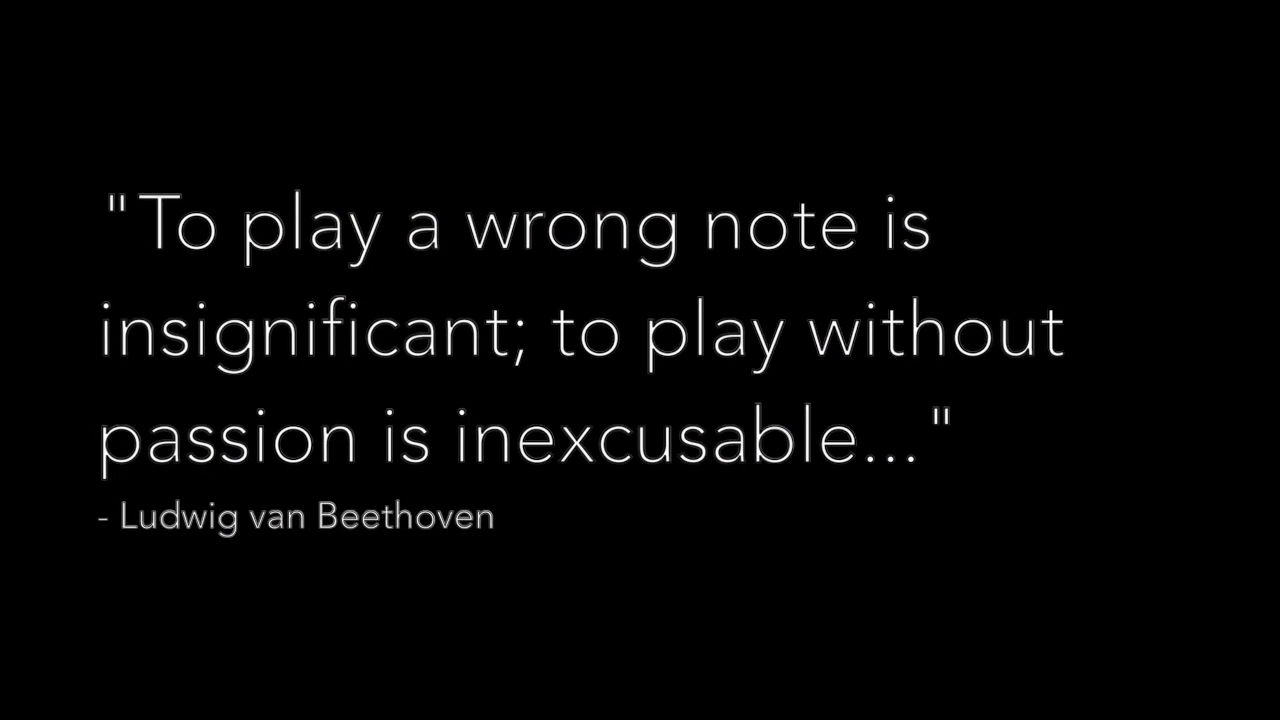 "To play a wrong note is
insignificant; to play without
passion is inexcusable..."
- Ludwig van Beethoven